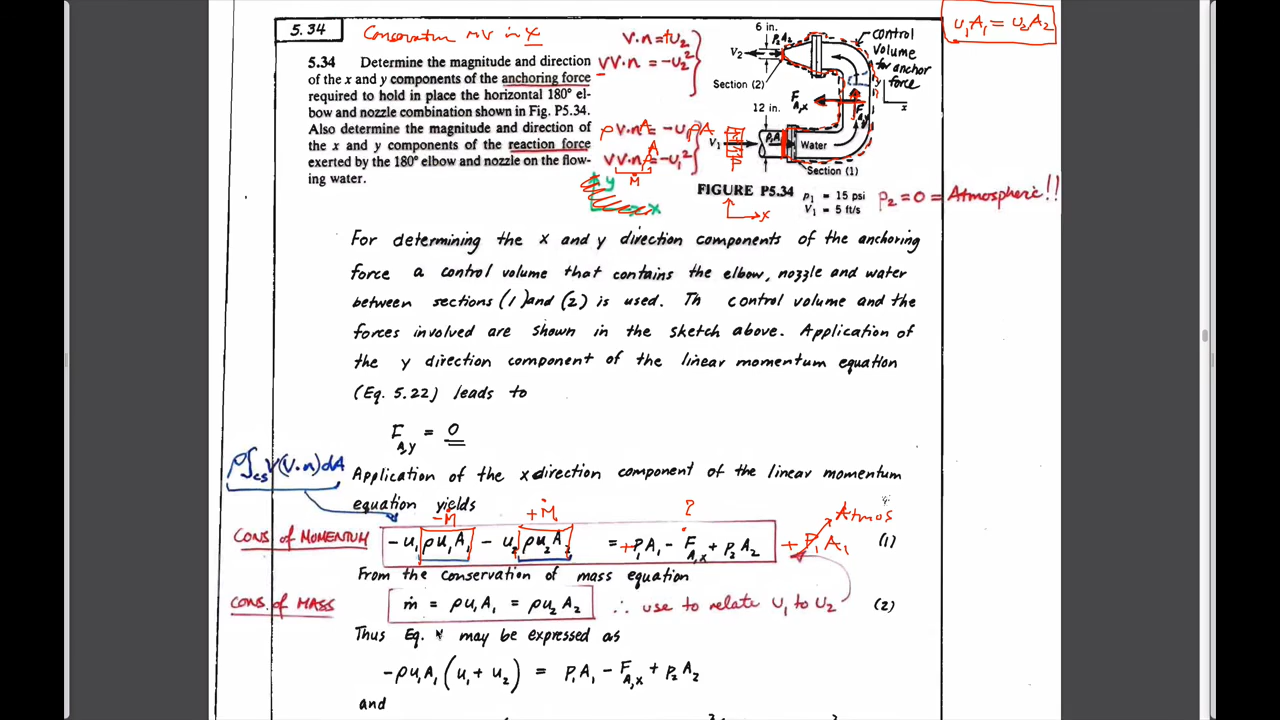 5.34
Conservation MV in X
V·n = +U₂
VV·n = -U₂²
u₁A₁ = u₂A₂
5.34 Determine the magnitude and direction
of the x and y components of the anchoring force
required to hold in place the horizontal 180° el-
bow and nozzle combination shown in Fig. P5.34.
Also determine the magnitude and direction of
the x and y components of the reaction force
exerted by the 180° elbow and nozzle on the flow-
ing water.
ρV·nA = -U₁ρA
VV·nA = -U₁²
Ṁ
y
x
6 in.
P₂A₂
V₂
Section (2)
control
volume
for anchor
force
y
x
F A,x
F A,y
12 in.
V₁
P
P₁A₁
Water
Section (1)
x
FIGURE P5.34
p₁ = 15 psi
V₁ = 5 ft/s
p₂ = 0 = Atmospheric!!
For determining the x and y direction components of the anchoring
force a control volume that contains the elbow, nozzle and water
between sections (1) and (2) is used. Th control volume and the
forces involved are shown in the sketch above. Application of
the y direction component of the linear momentum equation
(Eq. 5.22) leads to
F A,y = 0
ρ∫cs V(V·n)dA
Application of the x direction component of the linear momentum
equation yields
-Ṁ +Ṁ ? Atmos
CONS of MOMENTUM -u₁ρu₁A₁ - u₂ρu₂A₂ = +p₁A₁ - F A,x + p₂A₂ + P₁A₁ (1)
From the conservation of mass equation
CONS. of MASS ṁ = ρu₁A₁ = ρu₂A₂ ∴ use to relate U₁ to U₂ (2)
Thus Eq. may be expressed as
-ρu₁A₁(u₁ + u₂) = p₁A₁ - F A,x + p₂A₂
and